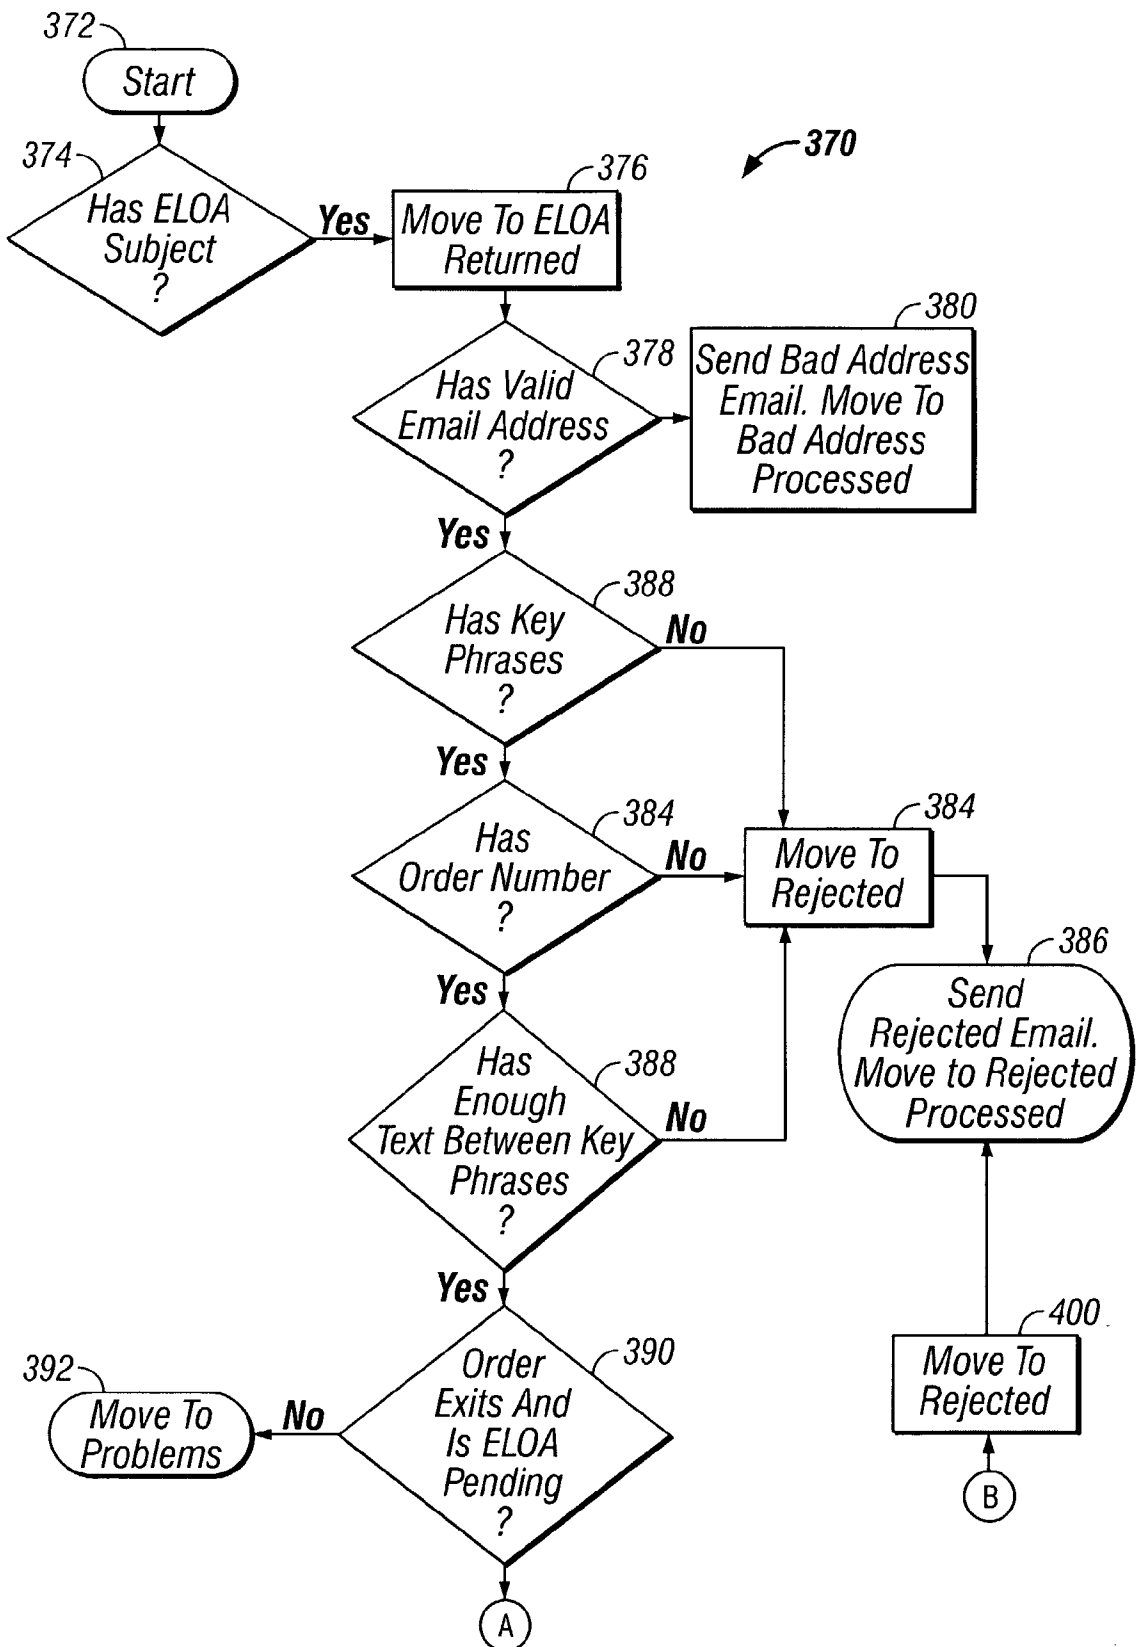 372
Start
374
Has ELOA
Subject
?
Yes
376
Move To ELOA
Returned
370
378
Has Valid
Email Address
?
380
Send Bad Address
Email. Move To
Bad Address
Processed
Yes
388
Has Key
Phrases
?
No
Yes
384
Has
Order Number
?
No
384
Move To
Rejected
386
Send
Rejected Email.
Move to Rejected
Processed
Yes
388
Has
Enough
Text Between Key
Phrases
?
No
Yes
390
Order
Exits And
Is ELOA
Pending
?
No
392
Move To
Problems
400
Move To
Rejected
B
A